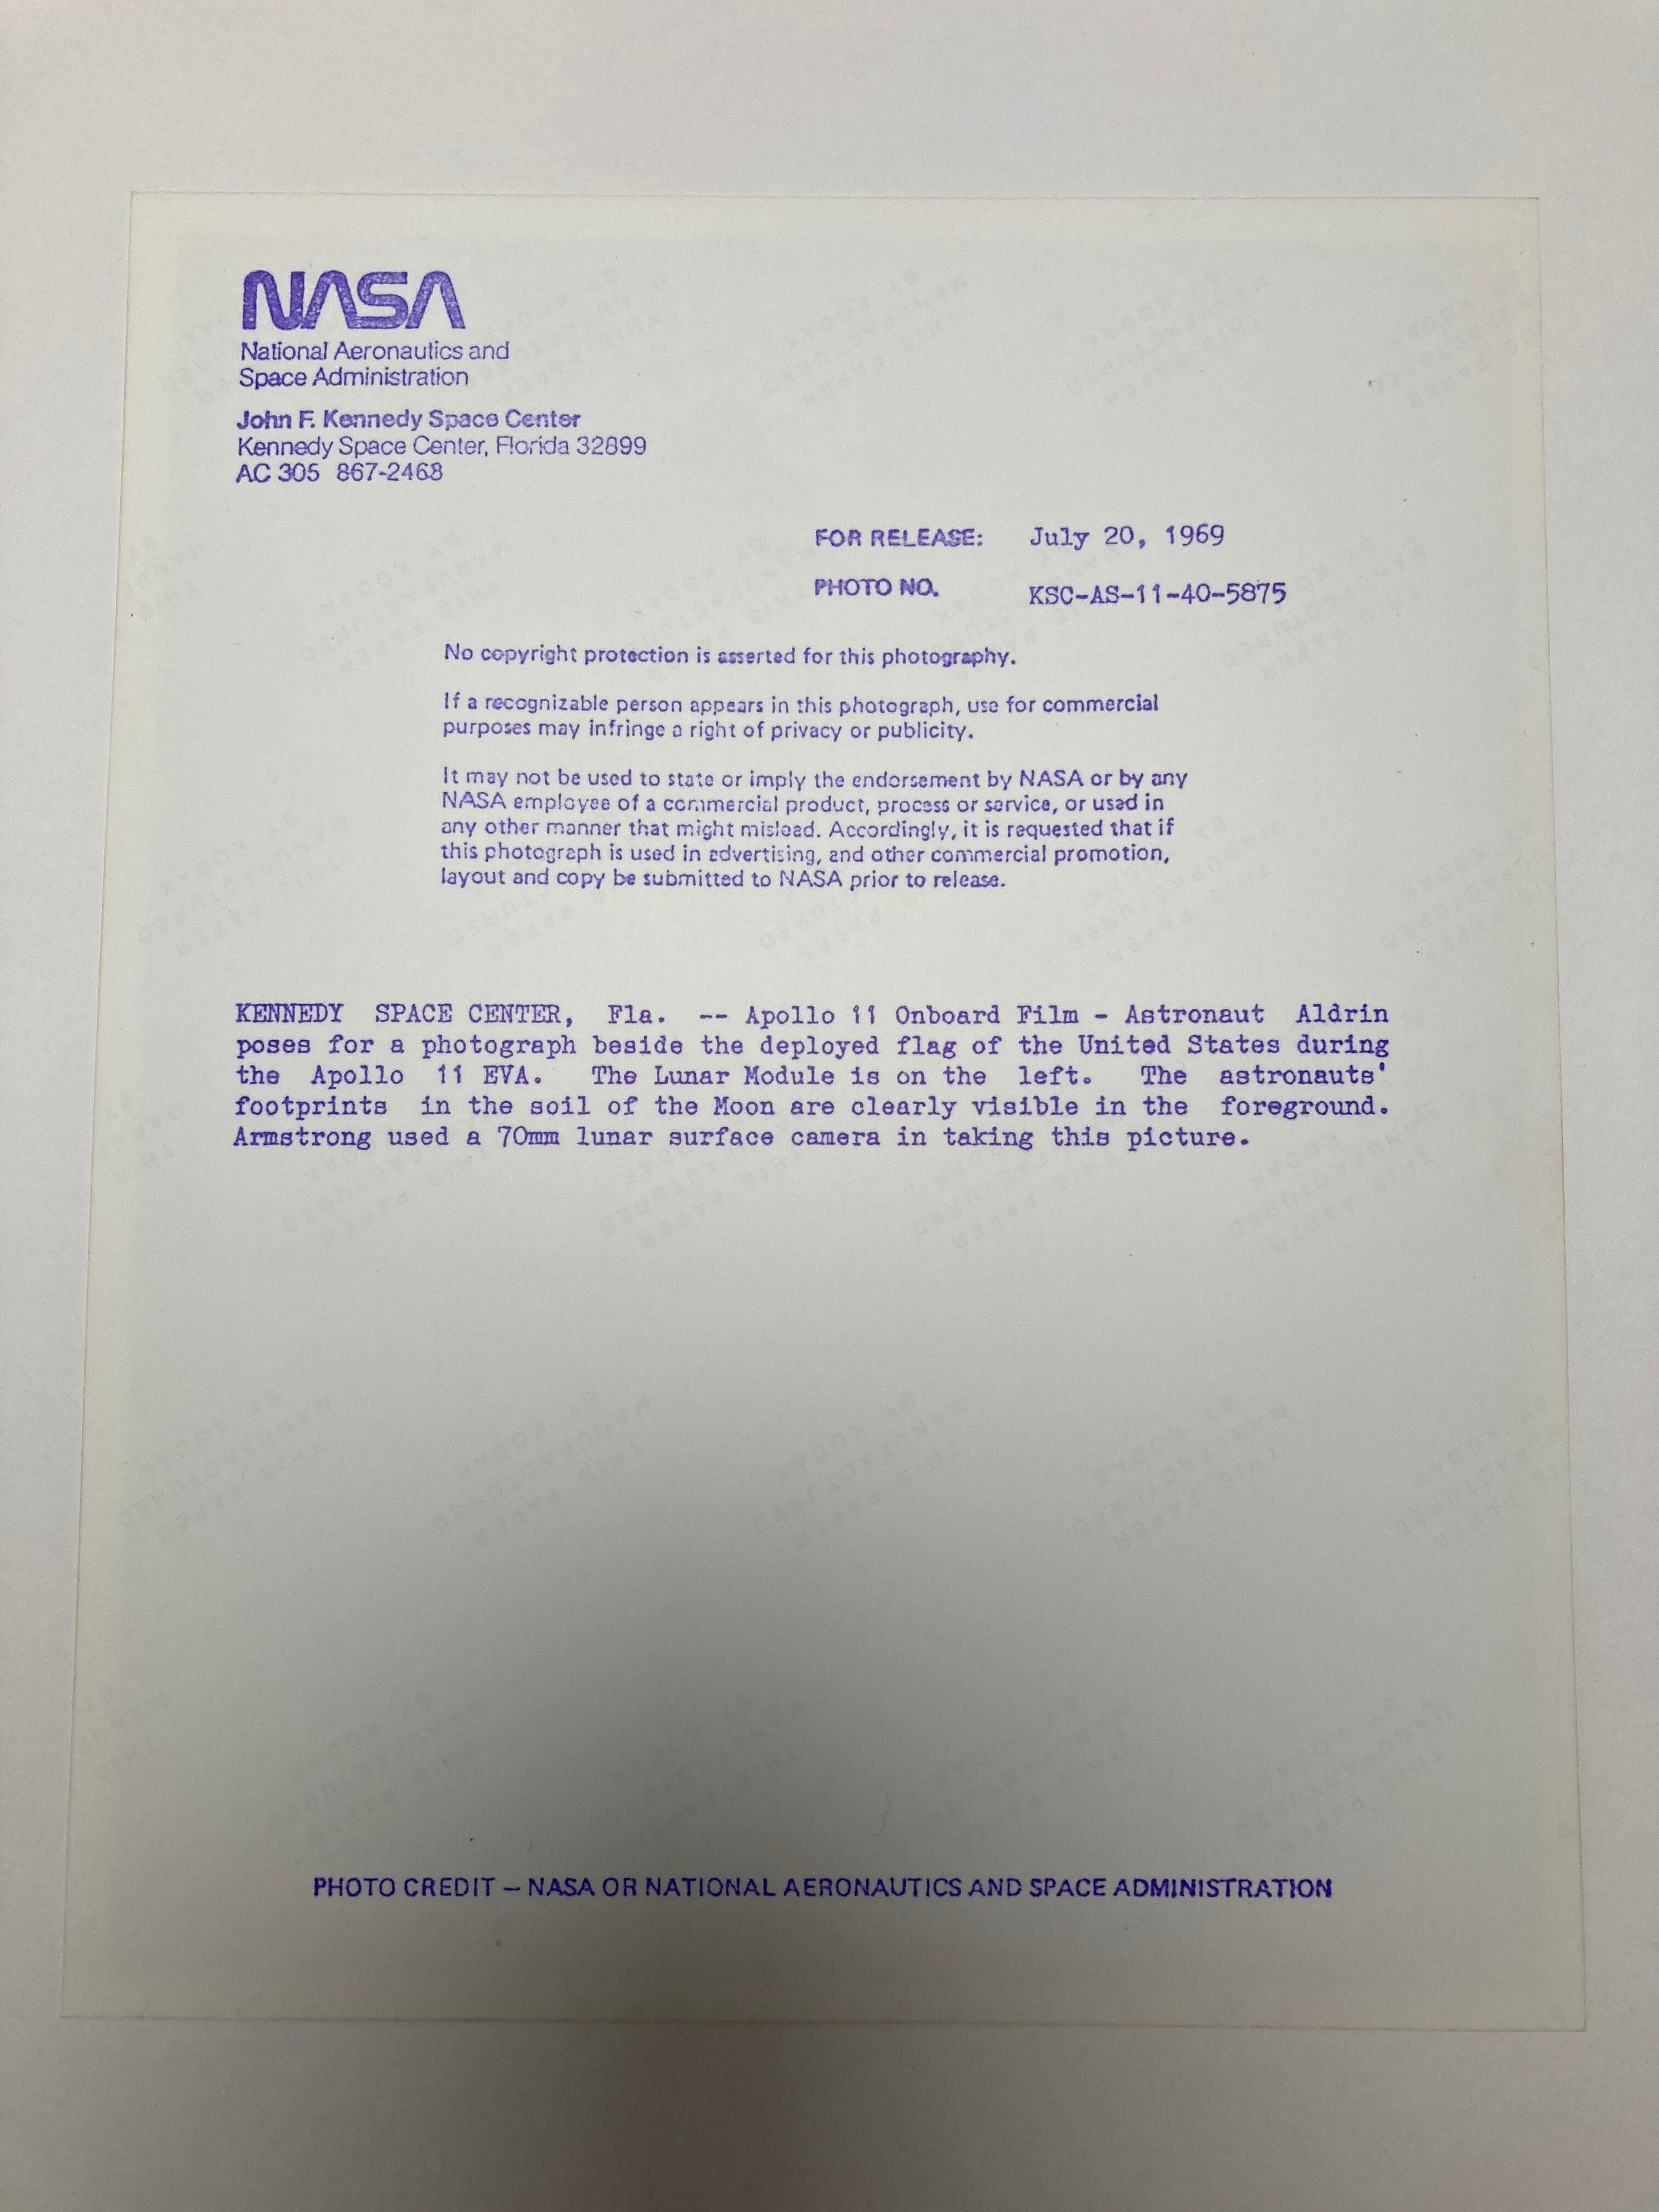 NASA
National Aeronautics and
Space Administration
John F. Kennedy Space Center
Kennedy Space Center, Florida 32899
AC 305 867-2468
FOR RELEASE: July 20, 1969
PHOTO NO. KSC-AS-11-40-5875
No copyright protection is asserted for this photography.
If a recognizable person appears in this photograph, use for commercial
purposes may infringe a right of privacy or publicity.
It may not be used to state or imply the endorsement by NASA or by any
NASA employee of a commercial product, process or service, or used in
any other manner that might mislead. Accordingly, it is requested that if
this photograph is used in advertising, and other commercial promotion,
layout and copy be submitted to NASA prior to release.
KENNEDY SPACE CENTER, Fla. -- Apollo 11 Onboard Film - Astronaut Aldrin
poses for a photograph beside the deployed flag of the United States during
the Apollo 11 EVA. The Lunar Module is on the left. The astronauts'
footprints in the soil of the Moon are clearly visible in the foreground.
Armstrong used a 70mm lunar surface camera in taking this picture.
PHOTO CREDIT — NASA OR NATIONAL AERONAUTICS AND SPACE ADMINISTRATION